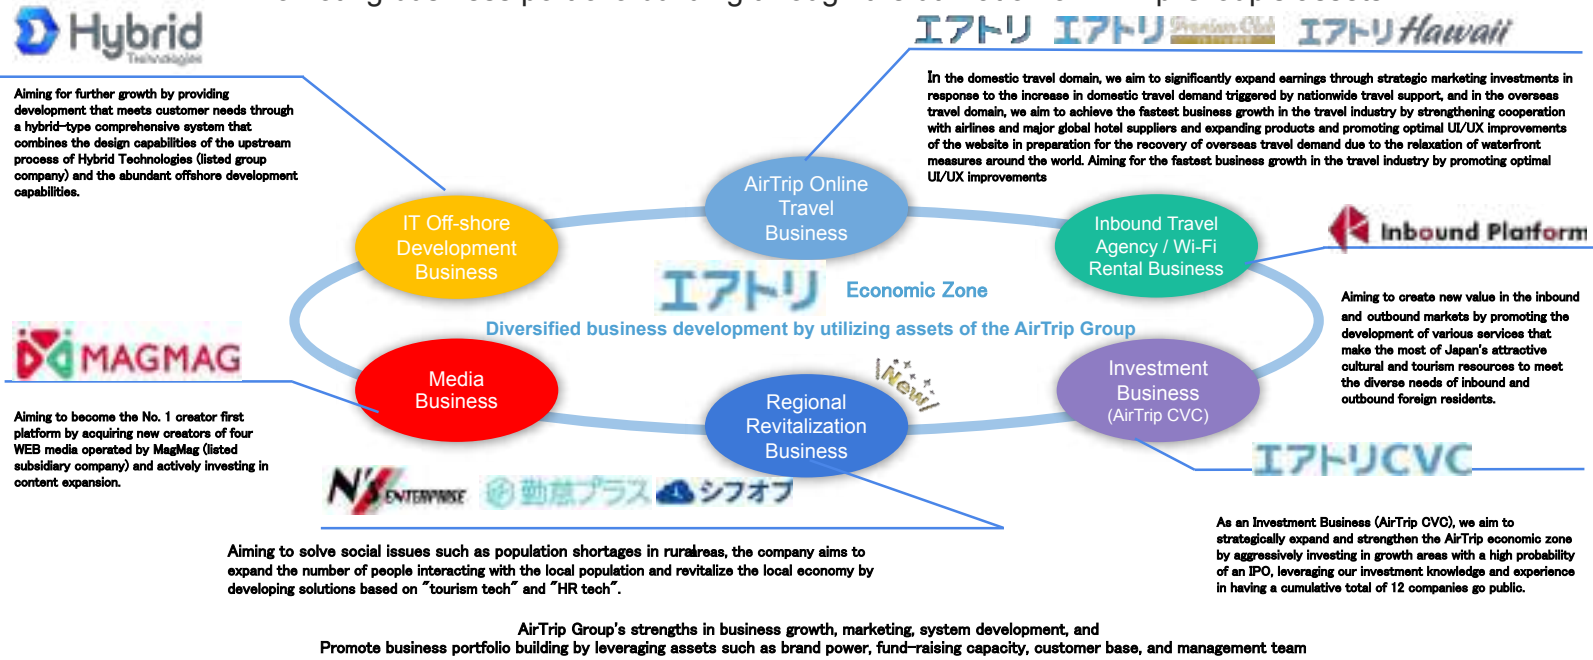 Hybrid
Technologies
エアトリ エアトリ Premium Club エアトリ Hawaii
Aiming for further growth by providing
development that meets customer needs through
a hybrid-type comprehensive system that
combines the design capabilities of the upstream
process of Hybrid Technologies (listed group
company) and the abundant offshore development
capabilities.
In the domestic travel domain, we aim to significantly expand earnings through strategic marketing investments in
response to the increase in domestic travel demand triggered by nationwide travel support, and in the overseas
travel domain, we aim to achieve the fastest business growth in the travel industry by strengthening cooperation
with airlines and major global hotel suppliers and expanding products and promoting optimal UI/UX improvements
of the website in preparation for the recovery of overseas travel demand due to the relaxation of waterfront
measures around the world. Aiming for the fastest business growth in the travel industry by promoting optimal
UI/UX improvements
IT Off-shore
Development
Business
AirTrip Online
Travel
Business
Inbound Travel
Agency / Wi-Fi
Rental Business
Inbound Platform
エアトリ Economic Zone
Diversified business development by utilizing assets of the AirTrip Group
Aiming to create new value in the inbound
and outbound markets by promoting the
development of various services that
make the most of Japan's attractive
cultural and tourism resources to meet
the diverse needs of inbound and
outbound foreign residents.
MAGMAG
Aiming to become the No. 1 creator first
platform by acquiring new creators of four
WEB media operated by MagMag (listed
subsidiary company) and actively investing in
content expansion.
Media
Business
New
Regional
Revitalization
Business
Investment
Business
(AirTrip CVC)
エアトリCVC
N'S ENTERPRISE 勤怠プラス シフオプ
Aiming to solve social issues such as population shortages in rural areas, the company aims to
expand the number of people interacting with the local population and revitalize the local economy by
developing solutions based on "tourism tech" and "HR tech".
As an Investment Business (AirTrip CVC), we aim to
strategically expand and strengthen the AirTrip economic zone
by aggressively investing in growth areas with a high probability
of an IPO, leveraging our investment knowledge and experience
in having a cumulative total of 12 companies go public.
AirTrip Group's strengths in business growth, marketing, system development, and
Promote business portfolio building by leveraging assets such as brand power, fund-raising capacity, customer base, and management team